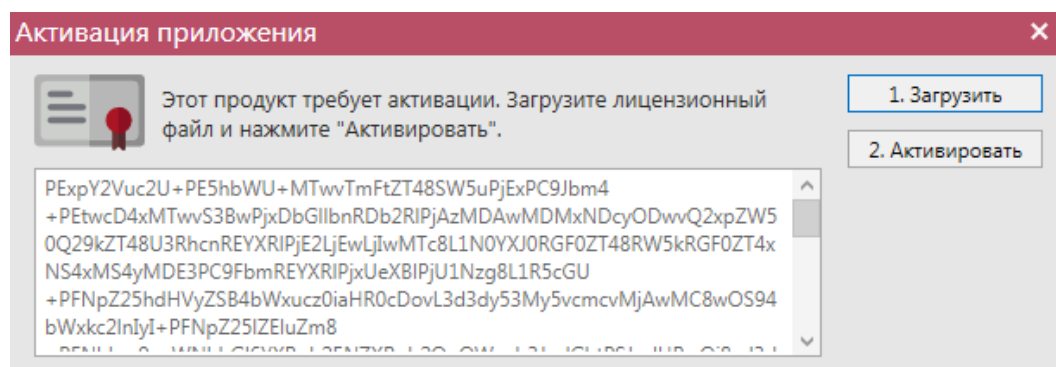 Активация приложения
Этот продукт требует активации. Загрузите лицензионный
файл и нажмите "Активировать".
1. Загрузить
2. Активировать
PExpY2Vuc2U+PE5hbWU+MTwvTmFtZT48SW5uPjExPC9Jbm4
+PEtwcD4xMTwvS3BwPjxDbGllbnRDb2RlPjAzMDAwMDMxNDcyODwvQ2xpZW5
0Q29kZT48U3RhcnREYXRlPjE2LjEwLjIwMTc8L1N0YXJ0RGF0ZT48RW5kRGF0ZT4x
NS4xMS4yMDE3PC9FbmREYXRlPjxUeXBlPjU1Nzg8L1R5cGU
+PFNpZ25hdHVyZSB4bWxucz0iaHR0cDovL3d3dy53My5vcmcvMjAwMC8wOS94
bWxkc2lnIyI+PFNpZ25lZEluZm8